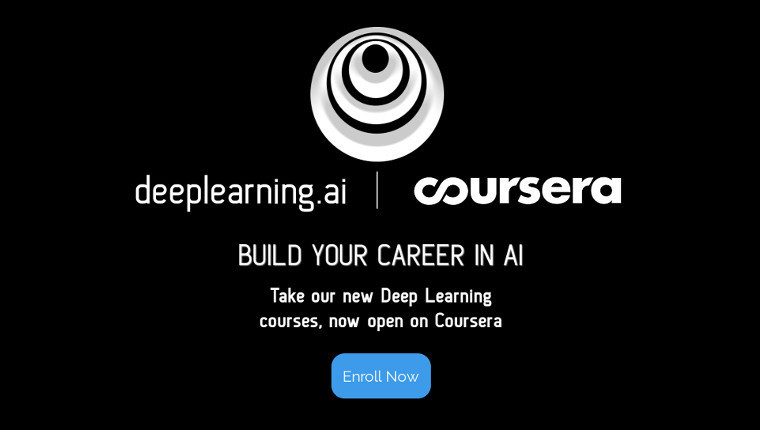 deeplearning.ai | coursera
BUILD YOUR CAREER IN AI
Take our new Deep Learning
courses, now open on Coursera
Enroll Now